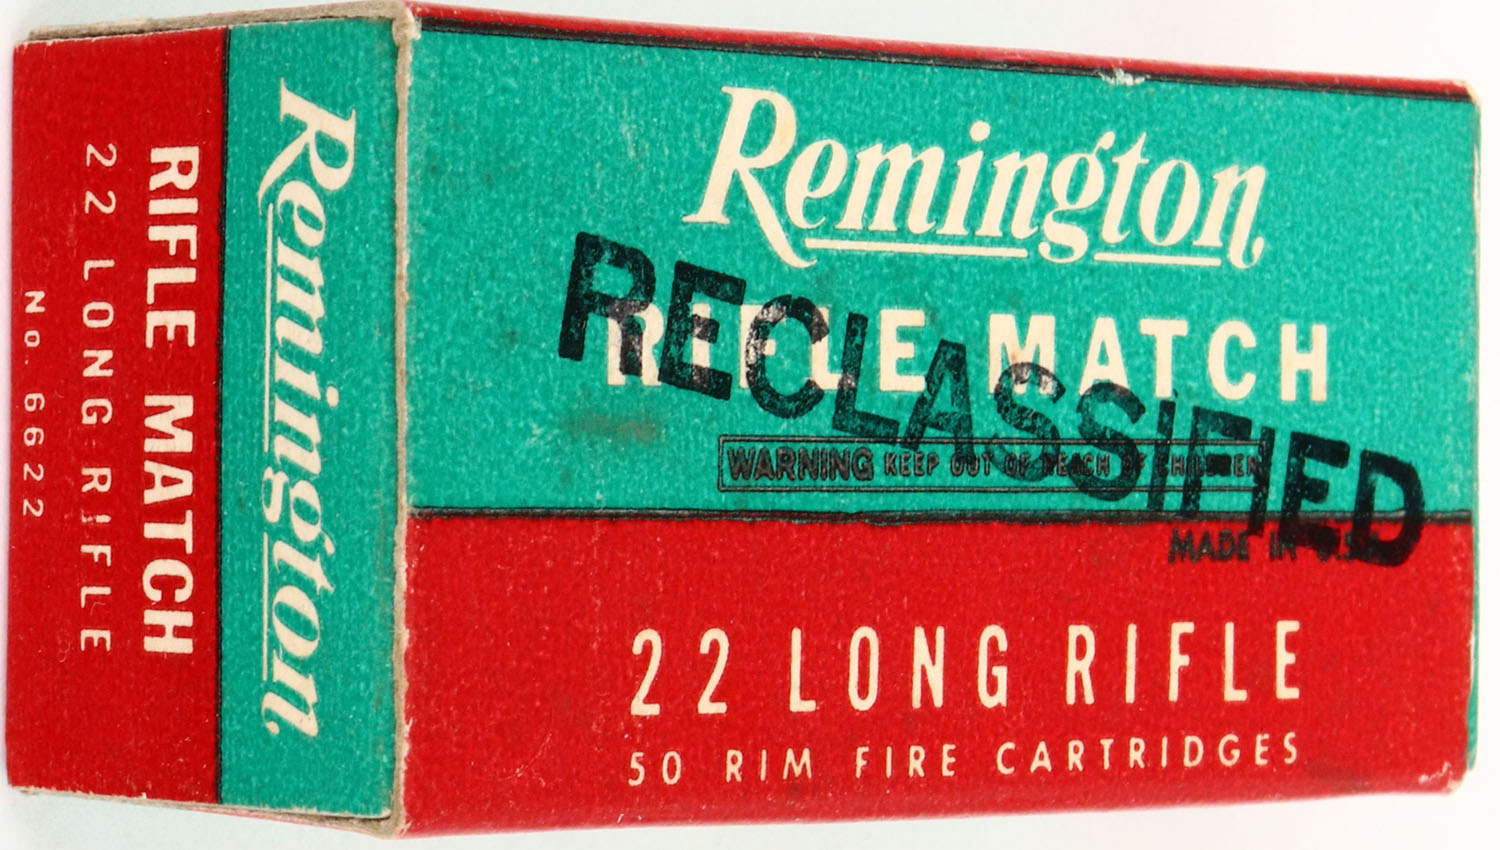 Remington
RIFLE MATCH
RECLASSIFIED
WARNING KEEP OUT OF REACH OF CHILDREN
MADE IN U.S.A.
22 LONG RIFLE
50 RIM FIRE CARTRIDGES
Remington
RIFLE MATCH
22 LONG RIFLE
No. 6622